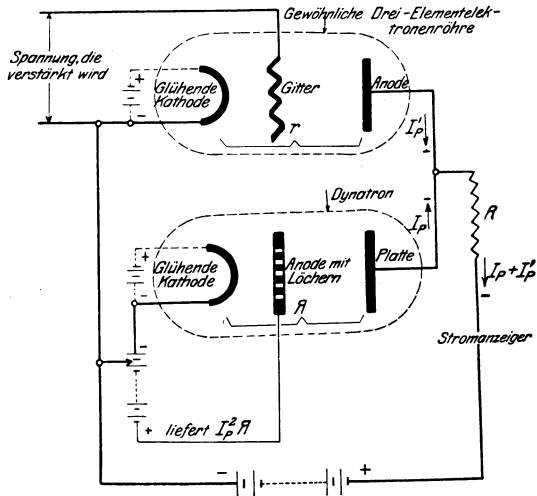 Gewöhnliche Drei-Elementelek-
tronenröhre
Spannung, die
verstärkt wird
+
-
Glühende
Kathode
Gitter
Anode
r
I'p
-
Dynatron
-
Ip
R
Glühende
Kathode
+
-
Anode mit
Löchern
Platte
Ip + I'p
-
R
Stromanzeiger
-
+ liefert I²p R
- +